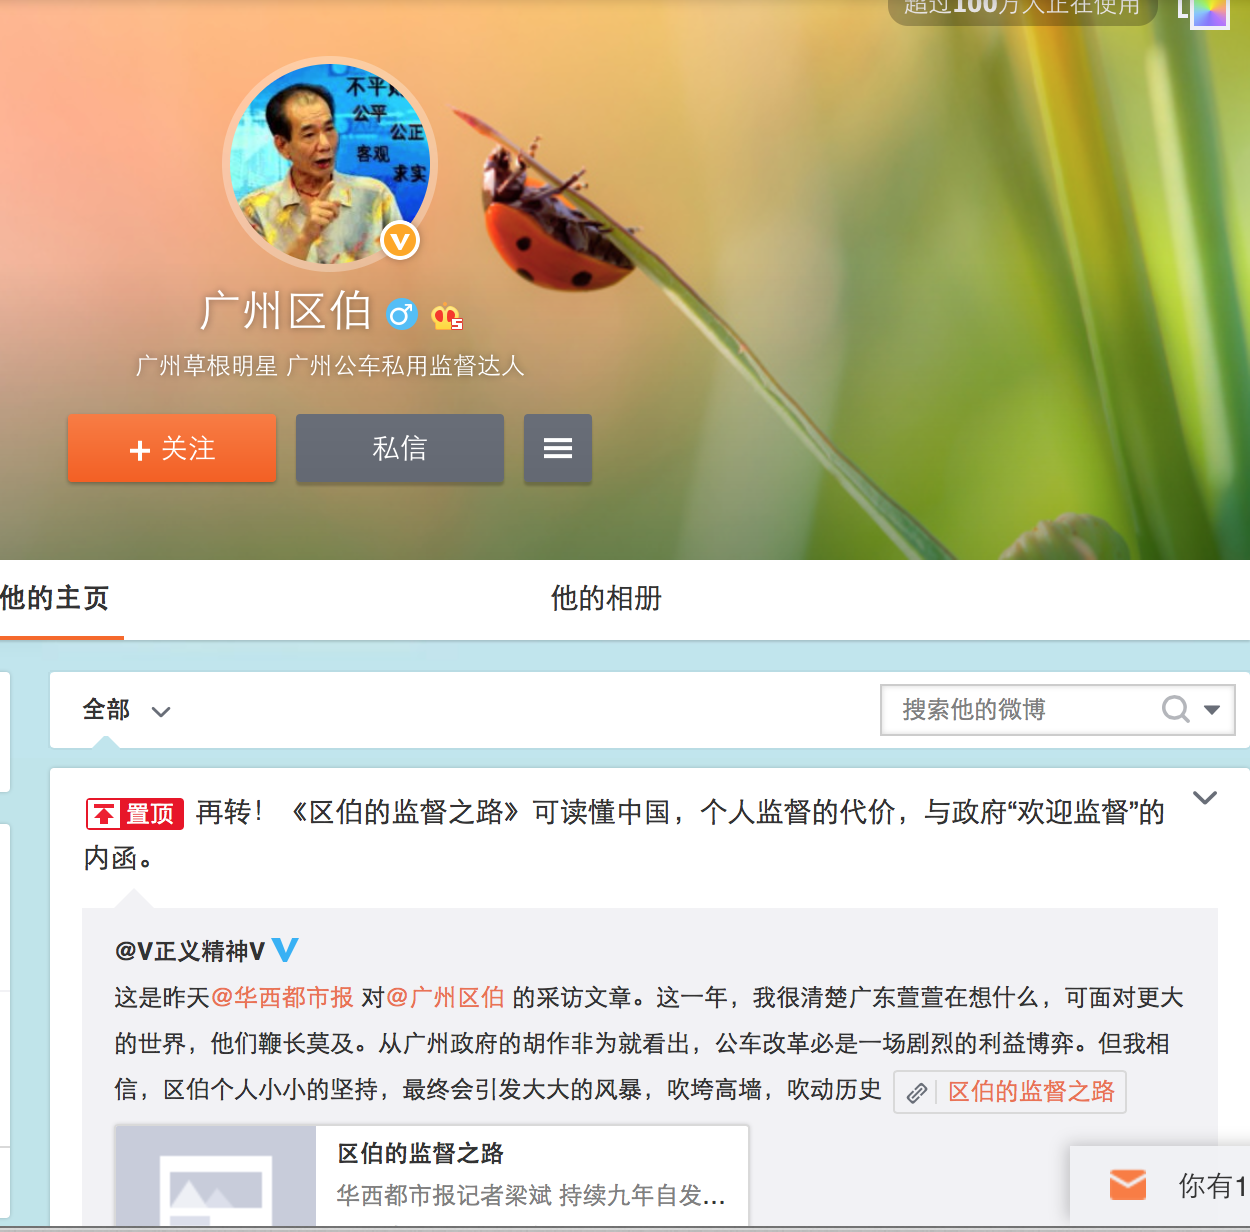 超过100万人正在使用
不平则
公平
公正
客观
求实
广州区伯
5
广州草根明星 广州公车私用监督达人
+ 关注
私信
他的主页
他的相册
全部
搜索他的微博
置顶 再转！《区伯的监督之路》可读懂中国，个人监督的代价，与政府“欢迎监督”的
内函。
@V正义精神V
这是昨天@华西都市报 对@广州区伯 的采访文章。这一年，我很清楚广东萱萱在想什么，可面对更大
的世界，他们鞭长莫及。从广州政府的胡作非为就看出，公车改革必是一场剧烈的利益博弈。但我相
信，区伯个人小小的坚持，最终会引发大大的风暴，吹垮高墙，吹动历史 区伯的监督之路
区伯的监督之路
华西都市报记者梁斌 持续九年自发...
你有1